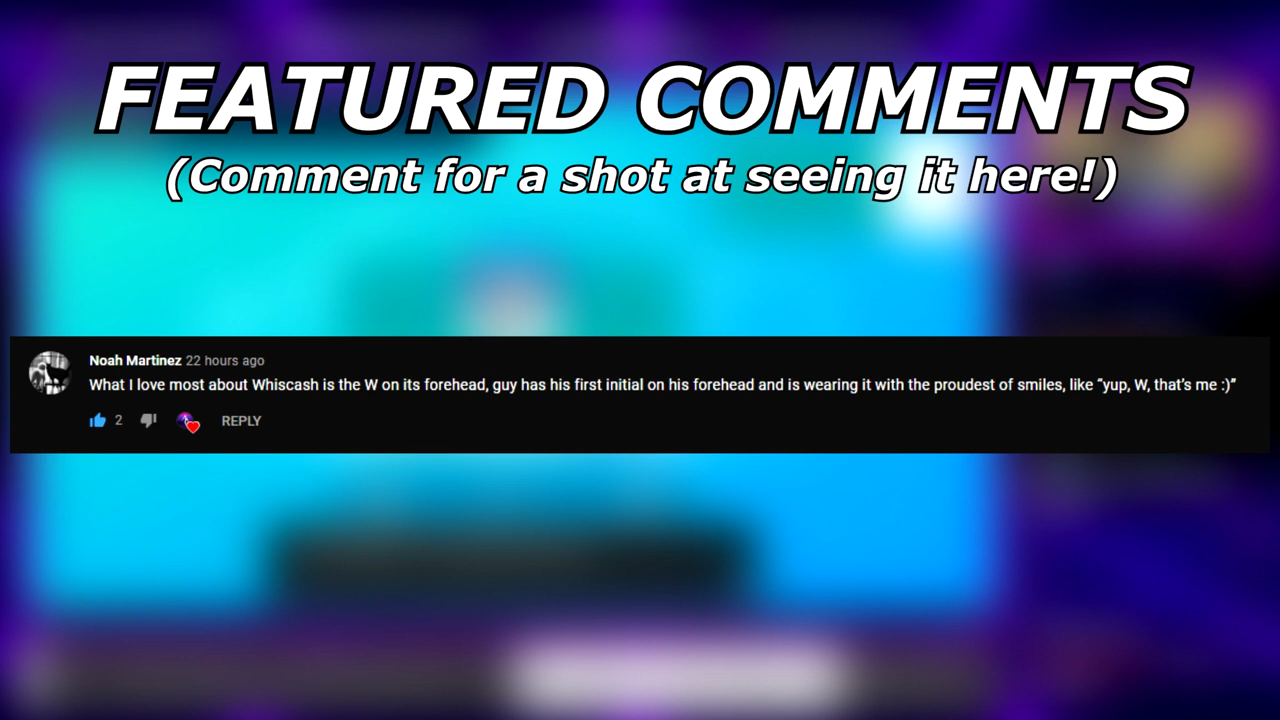 FEATURED COMMENTS
(Comment for a shot at seeing it here!)
Noah Martinez 22 hours ago
What I love most about Whiscash is the W on its forehead, guy has his first initial on his forehead and is wearing it with the proudest of smiles, like “yup, W, that’s me :)”
2 REPLY